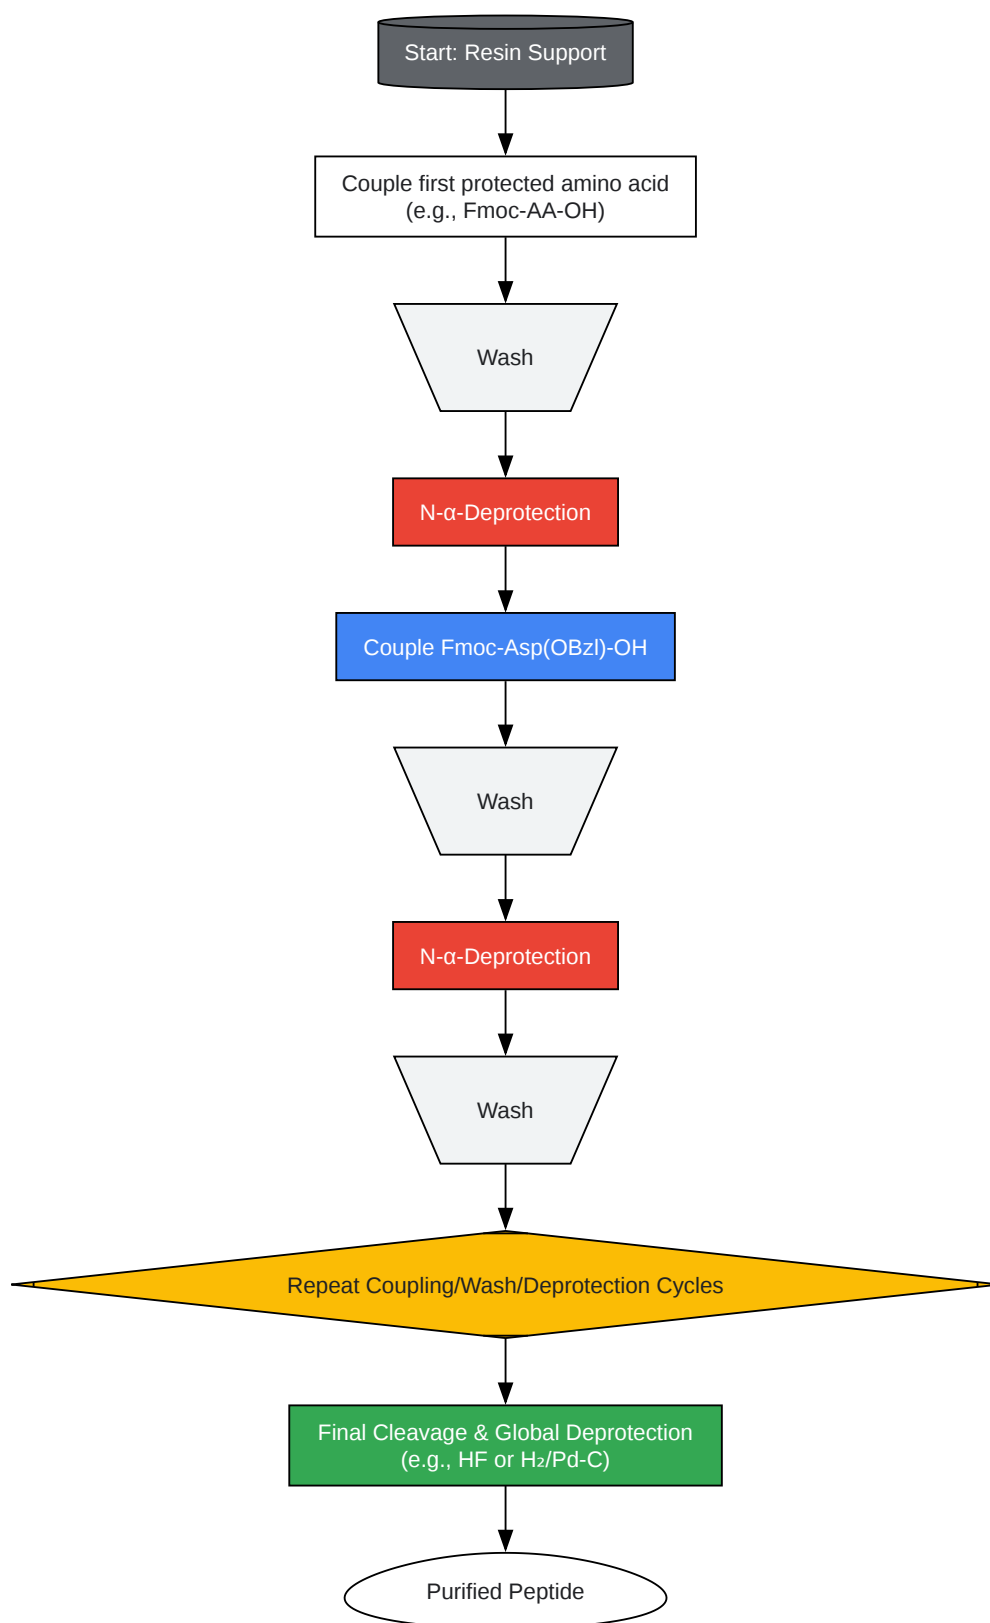 Start: Resin Support
Couple first protected amino acid
(e.g., Fmoc-AA-OH)
Wash
N-α-Deprotection
Couple Fmoc-Asp(OBzl)-OH
Wash
N-α-Deprotection
Wash
Repeat Coupling/Wash/Deprotection Cycles
Final Cleavage & Global Deprotection
(e.g., HF or H₂/Pd-C)
Purified Peptide